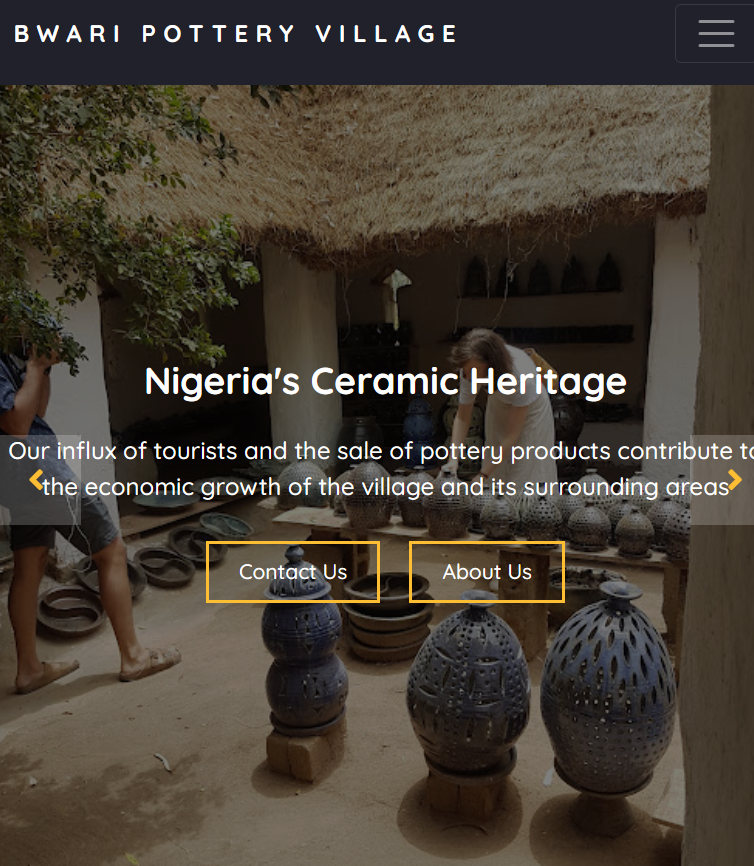 BWARI POTTERY VILLAGE
Nigeria's Ceramic Heritage
Our influx of tourists and the sale of pottery products contribute to
the economic growth of the village and its surrounding areas
Contact Us
About Us